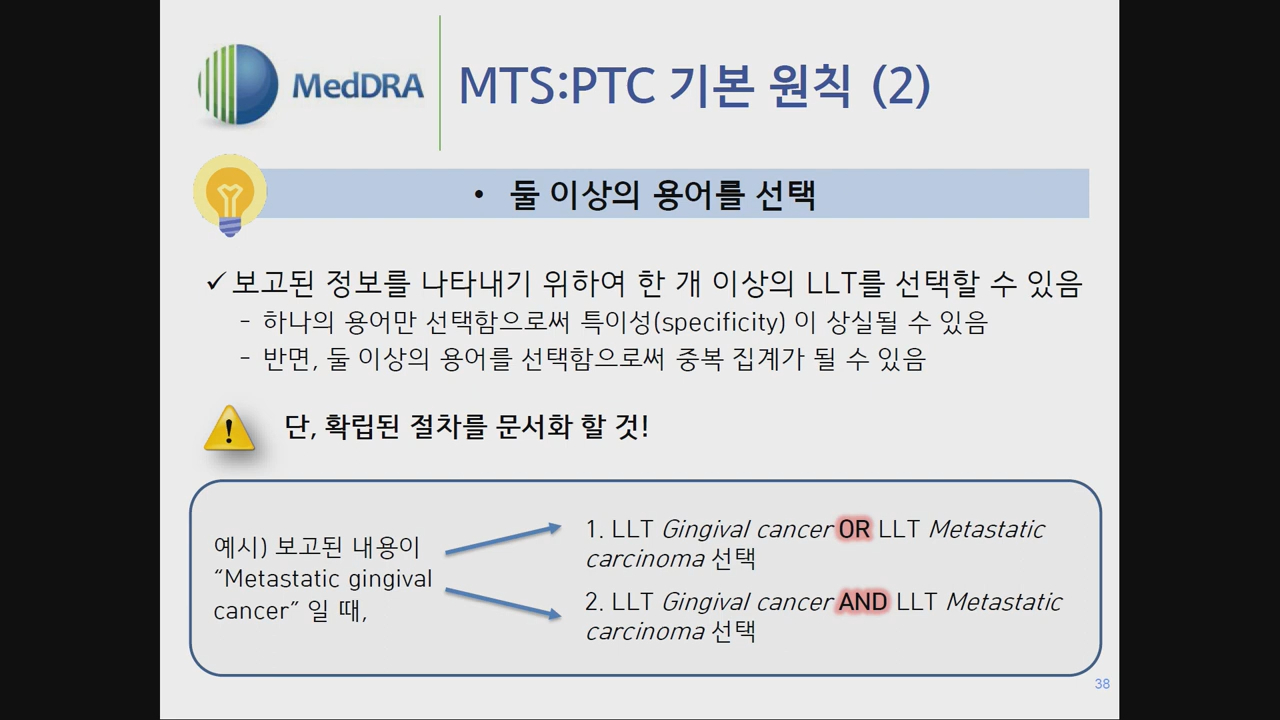 MedDRA
MTS:PTC 기본 원칙 (2)
• 둘 이상의 용어를 선택
✓ 보고된 정보를 나타내기 위하여 한 개 이상의 LLT를 선택할 수 있음
- 하나의 용어만 선택함으로써 특이성(specificity) 이 상실될 수 있음
- 반면, 둘 이상의 용어를 선택함으로써 중복 집계가 될 수 있음
단, 확립된 절차를 문서화 할 것!
예시) 보고된 내용이
“Metastatic gingival
cancer” 일 때,
1. LLT Gingival cancer OR LLT Metastatic
carcinoma 선택
2. LLT Gingival cancer AND LLT Metastatic
carcinoma 선택
38